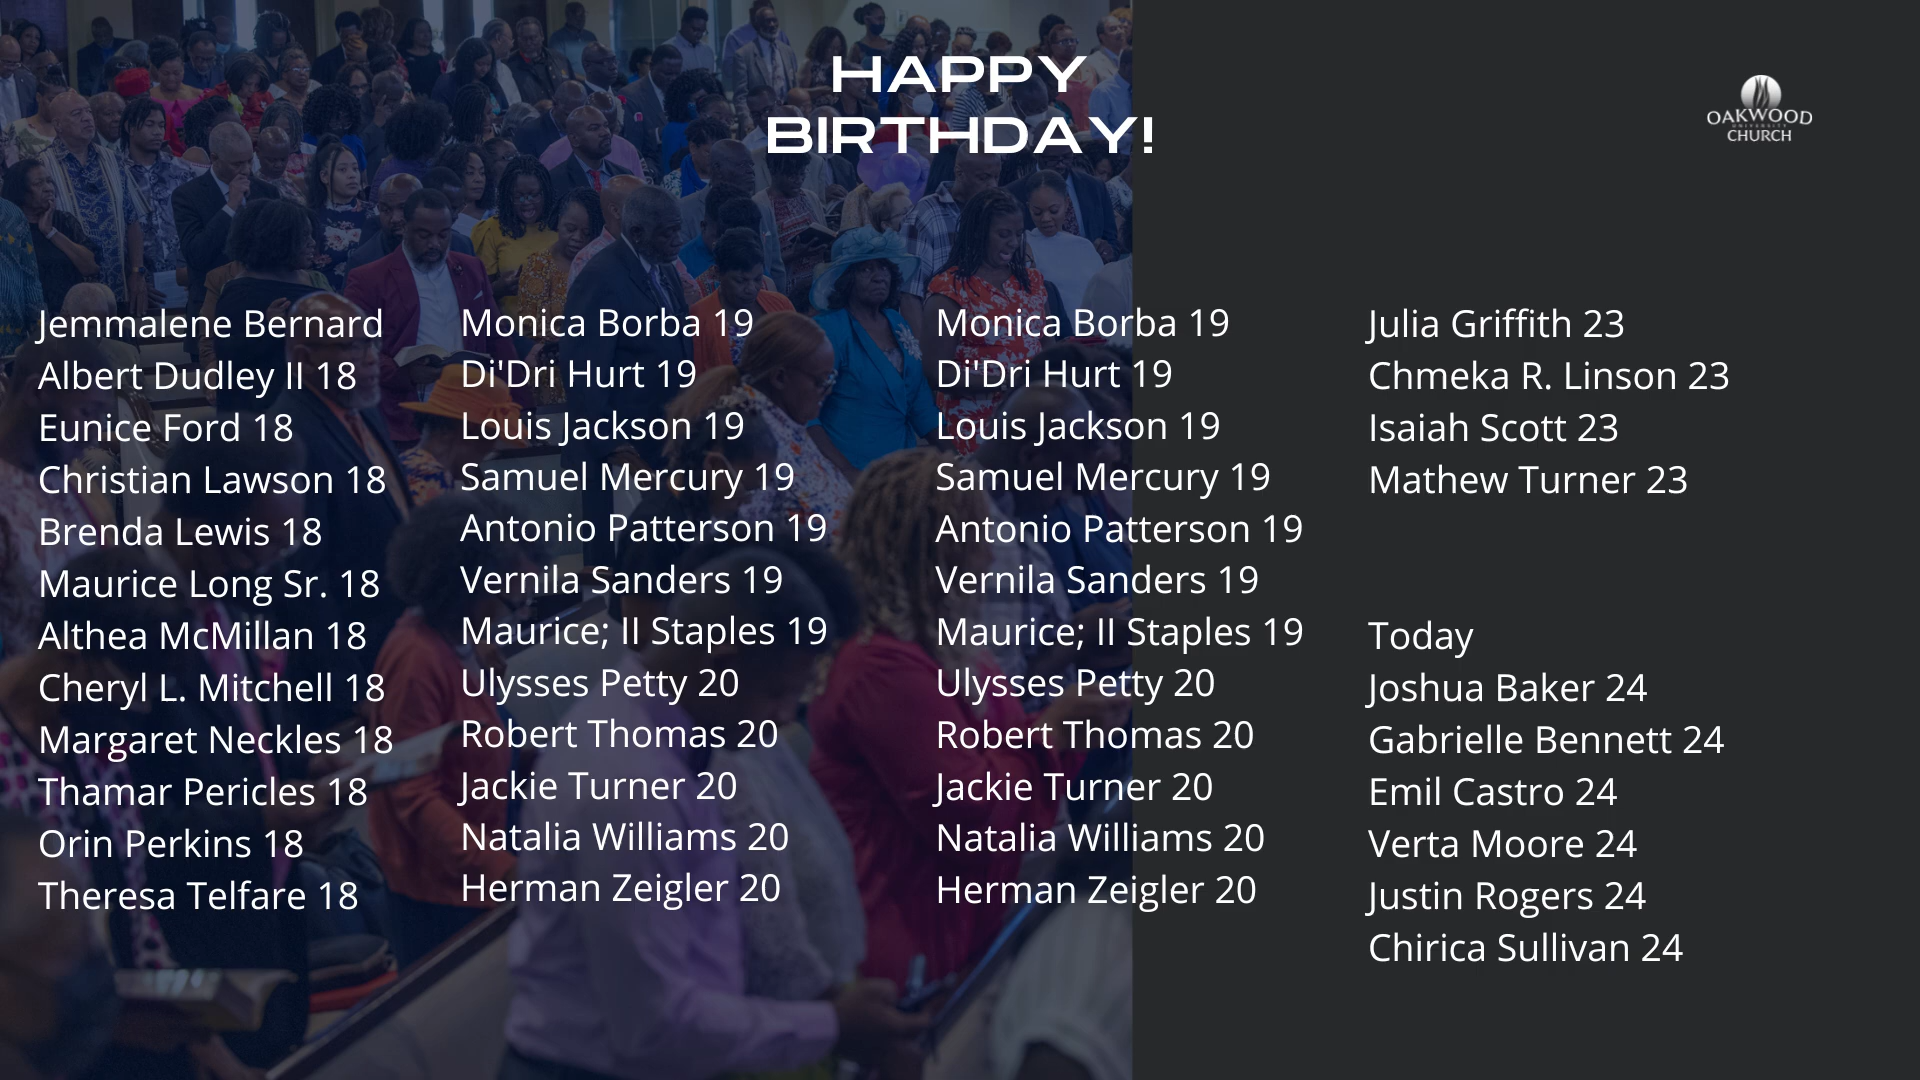 HAPPY
BIRTHDAY!
OAKWOOD
UNIVERSITY
CHURCH
Jemmalene Bernard
Albert Dudley II 18
Eunice Ford 18
Christian Lawson 18
Brenda Lewis 18
Maurice Long Sr. 18
Althea McMillan 18
Cheryl L. Mitchell 18
Margaret Neckles 18
Thamar Pericles 18
Orin Perkins 18
Theresa Telfare 18
Monica Borba 19
Di'Dri Hurt 19
Louis Jackson 19
Samuel Mercury 19
Antonio Patterson 19
Vernila Sanders 19
Maurice; II Staples 19
Ulysses Petty 20
Robert Thomas 20
Jackie Turner 20
Natalia Williams 20
Herman Zeigler 20
Monica Borba 19
Di'Dri Hurt 19
Louis Jackson 19
Samuel Mercury 19
Antonio Patterson 19
Vernila Sanders 19
Maurice; II Staples 19
Ulysses Petty 20
Robert Thomas 20
Jackie Turner 20
Natalia Williams 20
Herman Zeigler 20
Julia Griffith 23
Chmeka R. Linson 23
Isaiah Scott 23
Mathew Turner 23
Today
Joshua Baker 24
Gabrielle Bennett 24
Emil Castro 24
Verta Moore 24
Justin Rogers 24
Chirica Sullivan 24